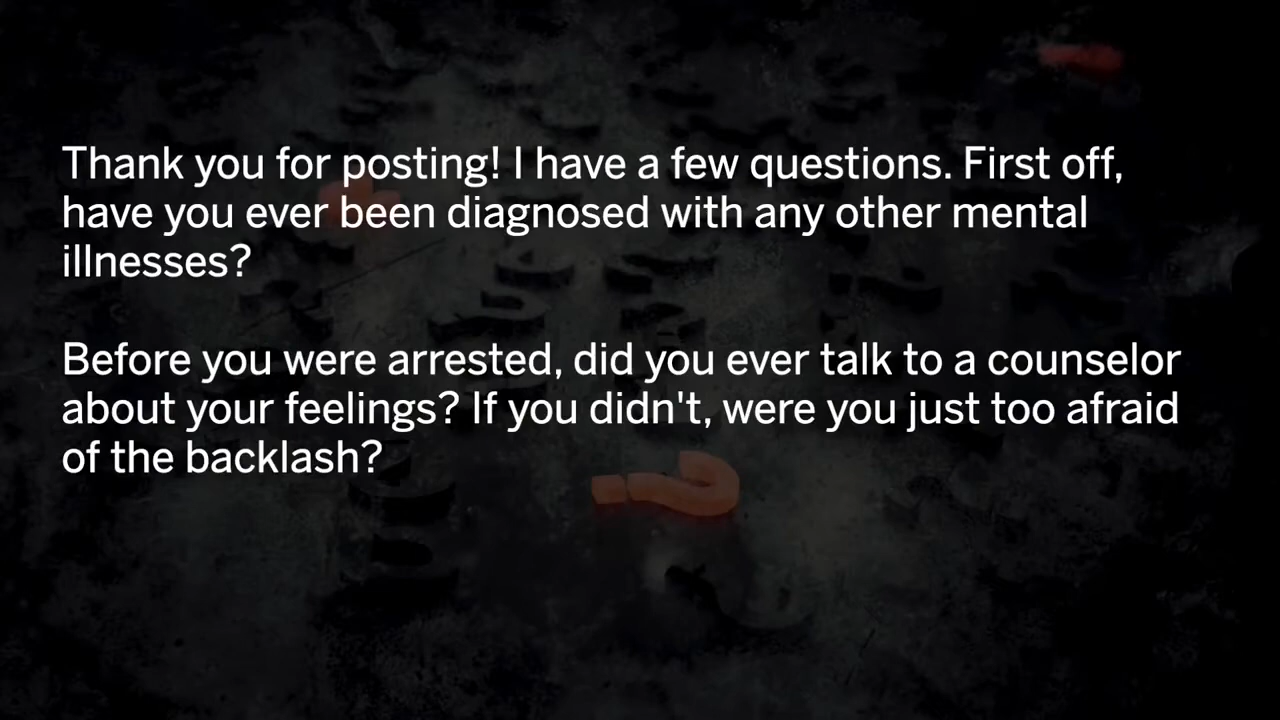 Thank you for posting! I have a few questions. First off,
have you ever been diagnosed with any other mental
illnesses?
Before you were arrested, did you ever talk to a counselor
about your feelings? If you didn't, were you just too afraid
of the backlash?